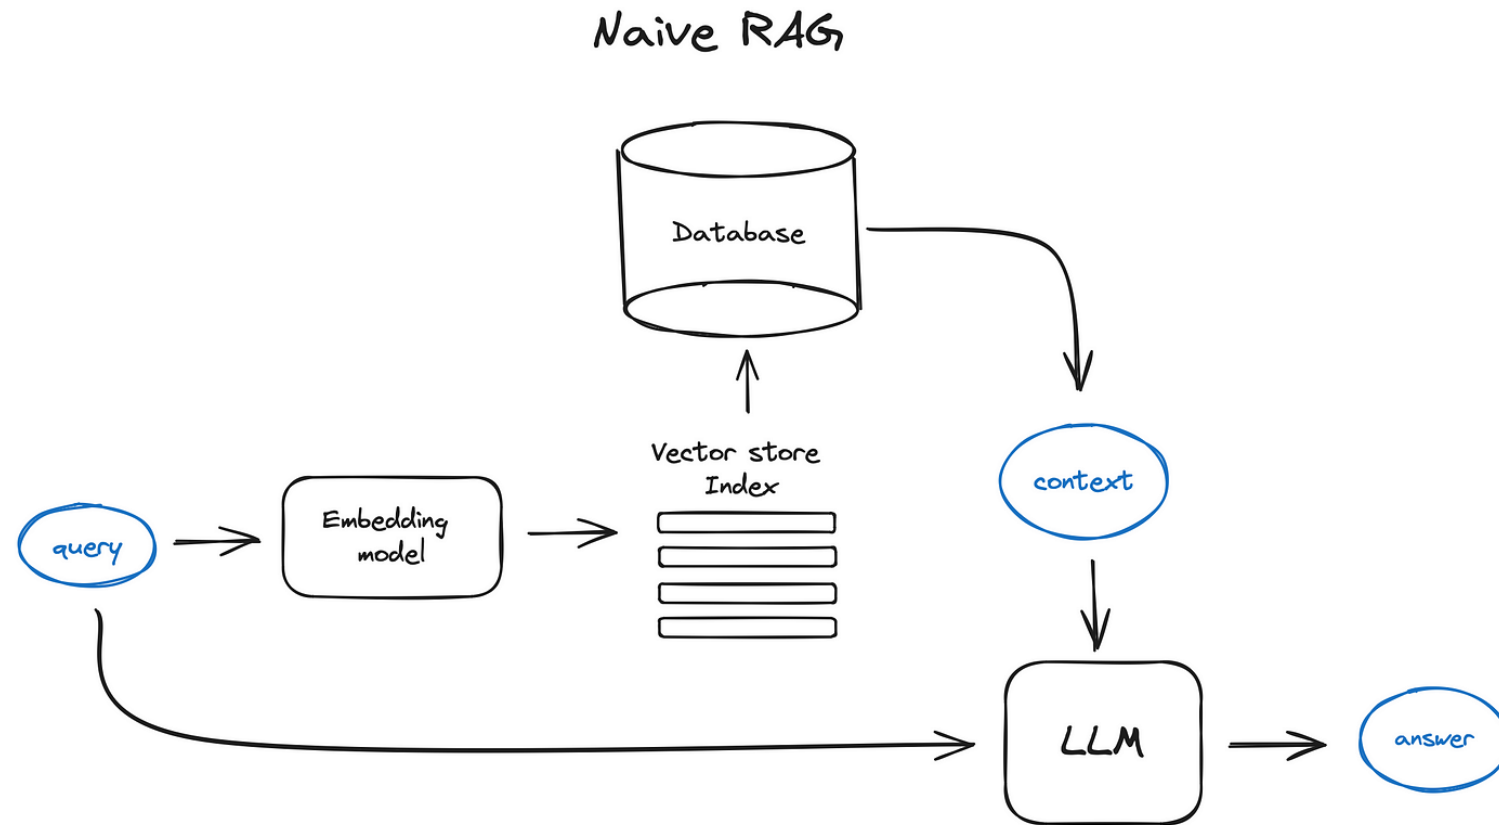 Naive RAG
Database
Vector store
Index
context
Embedding
model
query
LLM
answer